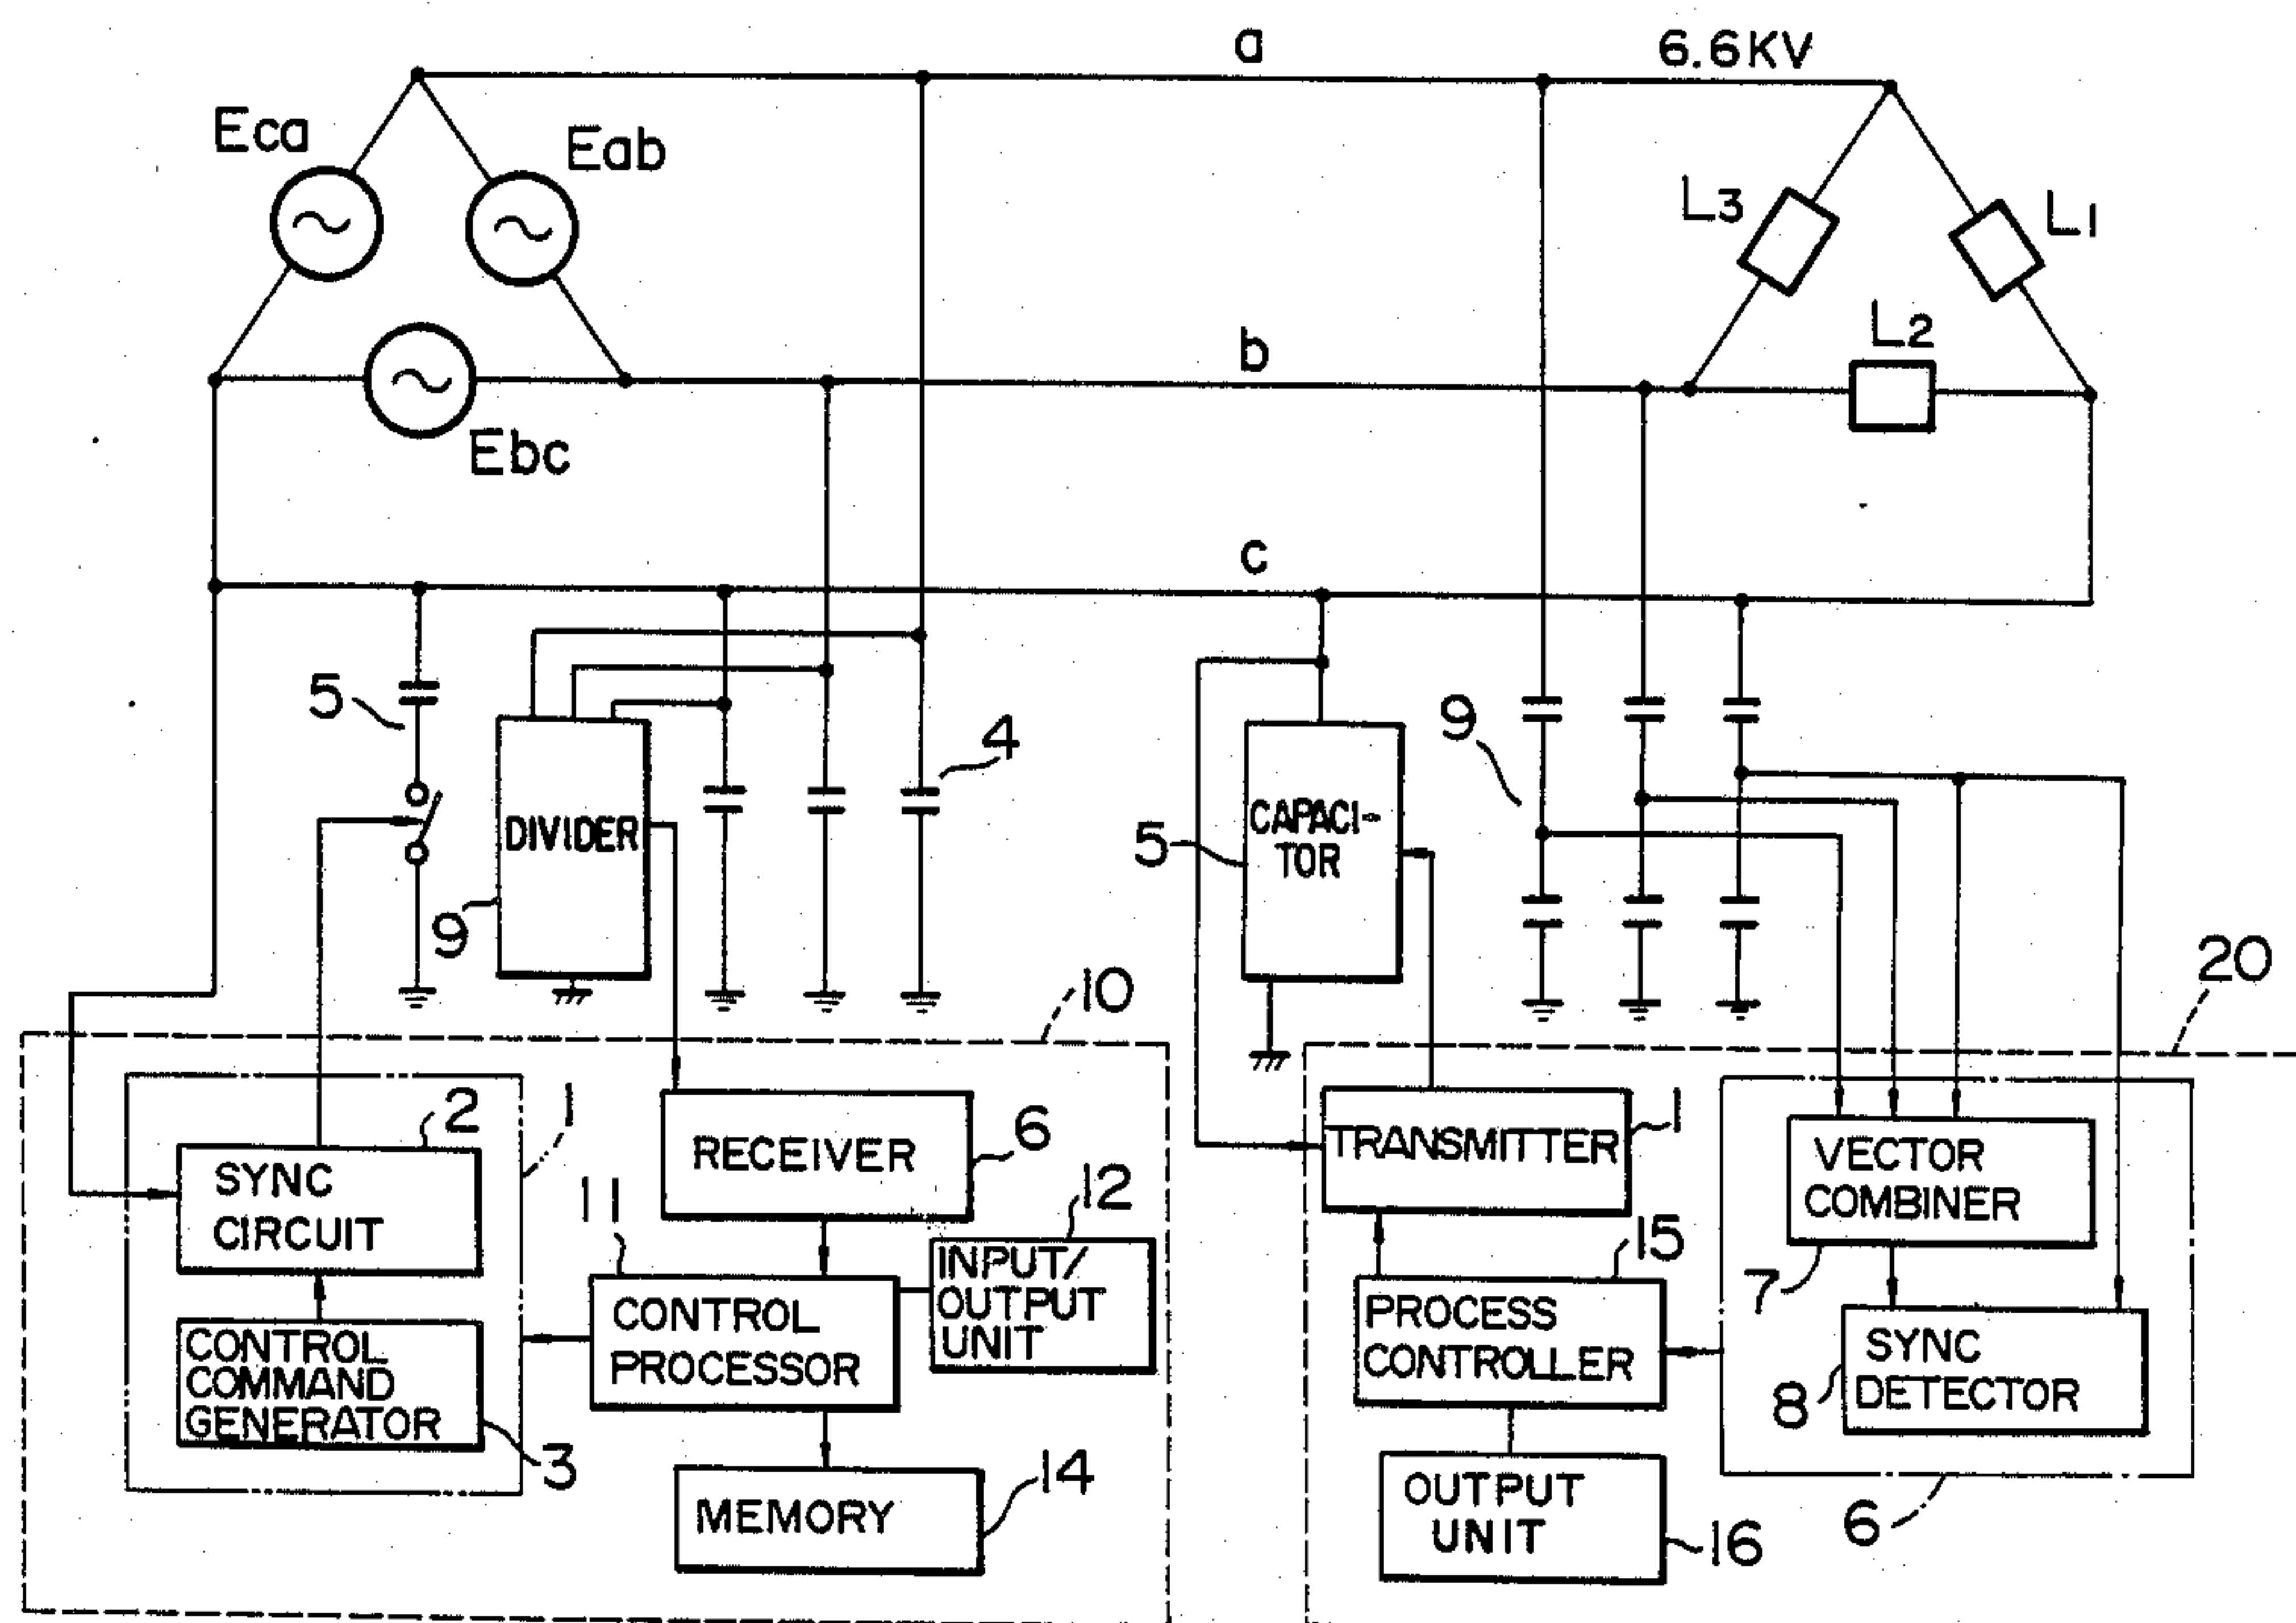 a
6.6KV
Eca
Eab
L3
L1
b
L2
Ebc
c
5
9
4
DIVIDER
9
CAPACI-
TOR
5
10
20
2
1
SYNC
CIRCUIT
RECEIVER
6
TRANSMITTER
1
VECTOR
COMBINER
7
11
12
INPUT/
OUTPUT
UNIT
CONTROL
PROCESSOR
15
PROCESS
CONTROLLER
SYNC
DETECTOR
8
CONTROL
COMMAND
GENERATOR
3
MEMORY
14
OUTPUT
UNIT
16
6